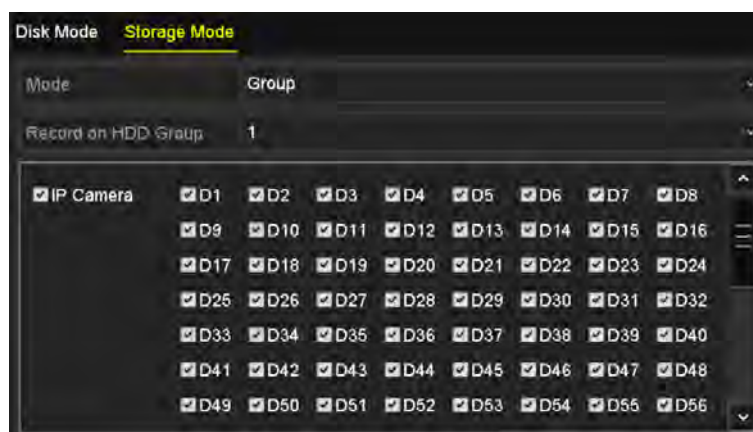 Disk Mode Storage Mode
Mode Group
Record on HDD Group 1
IP Camera D1 D2 D3 D4 D5 D6 D7 D8
D9 D10 D11 D12 D13 D14 D15 D16
D17 D18 D19 D20 D21 D22 D23 D24
D25 D26 D27 D28 D29 D30 D31 D32
D33 D34 D35 D36 D37 D38 D39 D40
D41 D42 D43 D44 D45 D46 D47 D48
D49 D50 D51 D52 D53 D54 D55 D56